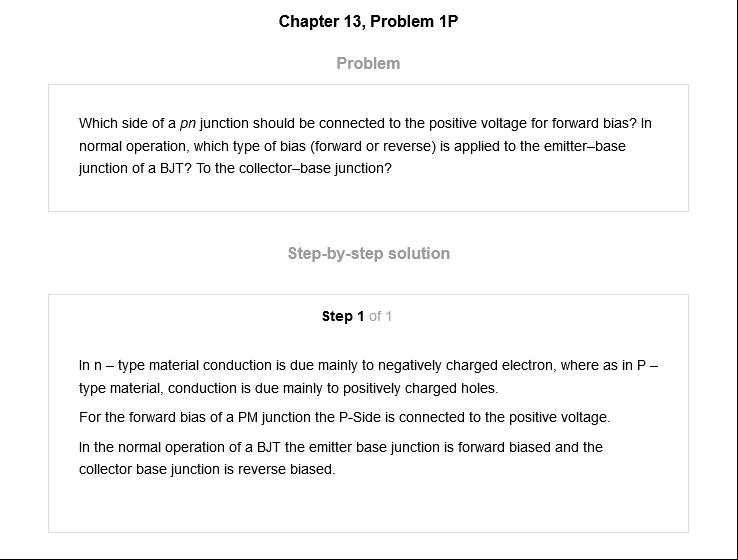 Chapter 13, Problem 1P
Problem
Which side of a pn junction should be connected to the positive voltage for forward bias? In
normal operation, which type of bias (forward or reverse) is applied to the emitter–base
junction of a BJT? To the collector–base junction?
Step-by-step solution
Step 1 of 1
In n – type material conduction is due mainly to negatively charged electron, where as in P –
type material, conduction is due mainly to positively charged holes.
For the forward bias of a PM junction the P-Side is connected to the positive voltage.
In the normal operation of a BJT the emitter base junction is forward biased and the
collector base junction is reverse biased.